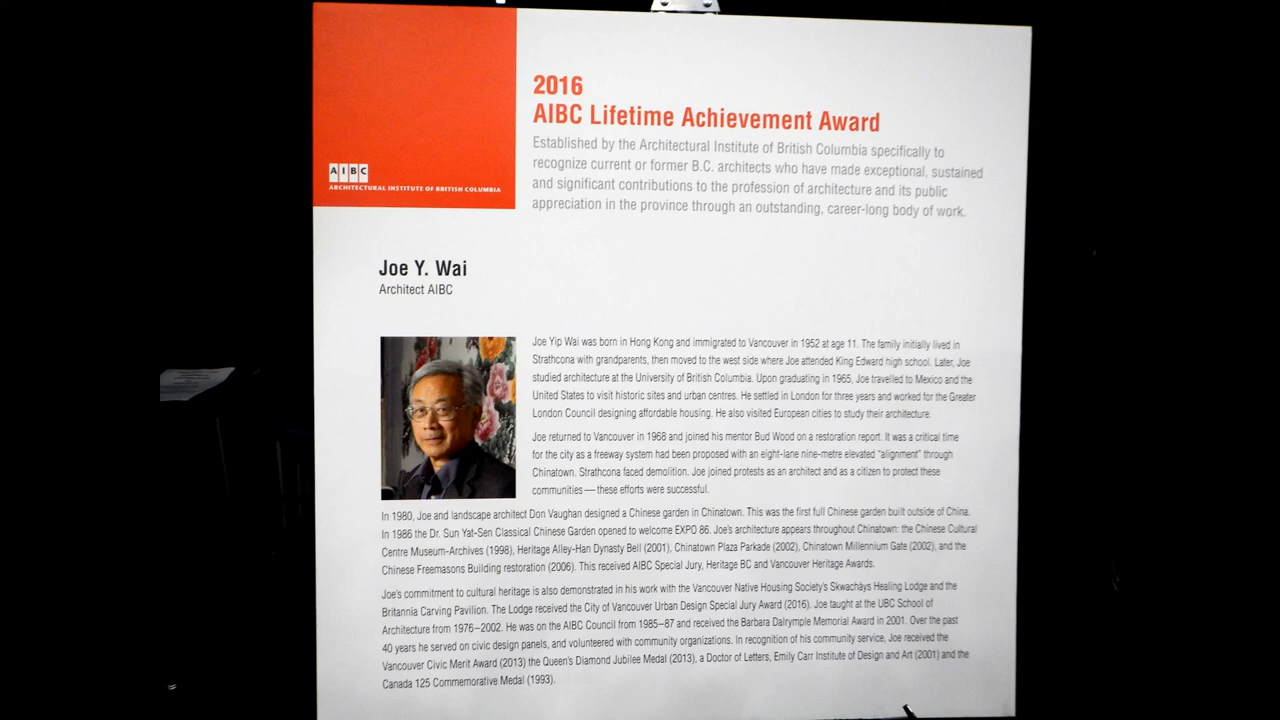 2016
AIBC Lifetime Achievement Award
Established by the Architectural Institute of British Columbia specifically to
recognize current or former B.C. architects who have made exceptional, sustained
and significant contributions to the profession of architecture and its public
appreciation in the province through an outstanding, career-long body of work.
AIBC
ARCHITECTURAL INSTITUTE OF BRITISH COLUMBIA
Joe Y. Wai
Architect AIBC
Joe Yip Wai was born in Hong Kong and immigrated to Vancouver in 1952 at age 11. The family initially lived in
Strathcona with grandparents, then moved to the west side where Joe attended King Edward high school. Later, Joe
studied architecture at the University of British Columbia. Upon graduating in 1965, Joe travelled to Mexico and the
United States to visit historic sites and urban centres. He settled in London for three years and worked for the Greater
London Council designing affordable housing. He also visited European cities to study their architecture.
Joe returned to Vancouver in 1968 and joined his mentor Bud Wood on a restoration report. It was a critical time
for the city as a freeway system had been proposed with an eight-lane nine-metre elevated "alignment" through
Chinatown. Strathcona faced demolition. Joe joined protests as an architect and as a citizen to protect these
communities — these efforts were successful.
In 1980, Joe and landscape architect Don Vaughan designed a Chinese garden in Chinatown. This was the first full Chinese garden built outside of China.
In 1986 the Dr. Sun Yat-Sen Classical Chinese Garden opened to welcome EXPO 86. Joe's architecture appears throughout Chinatown: the Chinese Cultural
Centre Museum-Archives (1998), Heritage Alley-Han Dynasty Bell (2001), Chinatown Plaza Parkade (2002), Chinatown Millennium Gate (2002), and the
Chinese Freemasons Building restoration (2006). This received AIBC Special Jury, Heritage BC and Vancouver Heritage Awards.
Joe's commitment to cultural heritage is also demonstrated in his work with the Vancouver Native Housing Society's Skwachàys Healing Lodge and the
Britannia Carving Pavilion. The Lodge received the City of Vancouver Urban Design Special Jury Award (2016). Joe taught at the UBC School of
Architecture from 1976–2002. He was on the AIBC Council from 1985–87 and received the Barbara Dalrymple Memorial Award in 2001. Over the past
40 years he served on civic design panels, and volunteered with community organizations. In recognition of his community service, Joe received the
Vancouver Civic Merit Award (2013) the Queen's Diamond Jubilee Medal (2013), a Doctor of Letters, Emily Carr Institute of Design and Art (2001) and the
Canada 125 Commemorative Medal (1993).